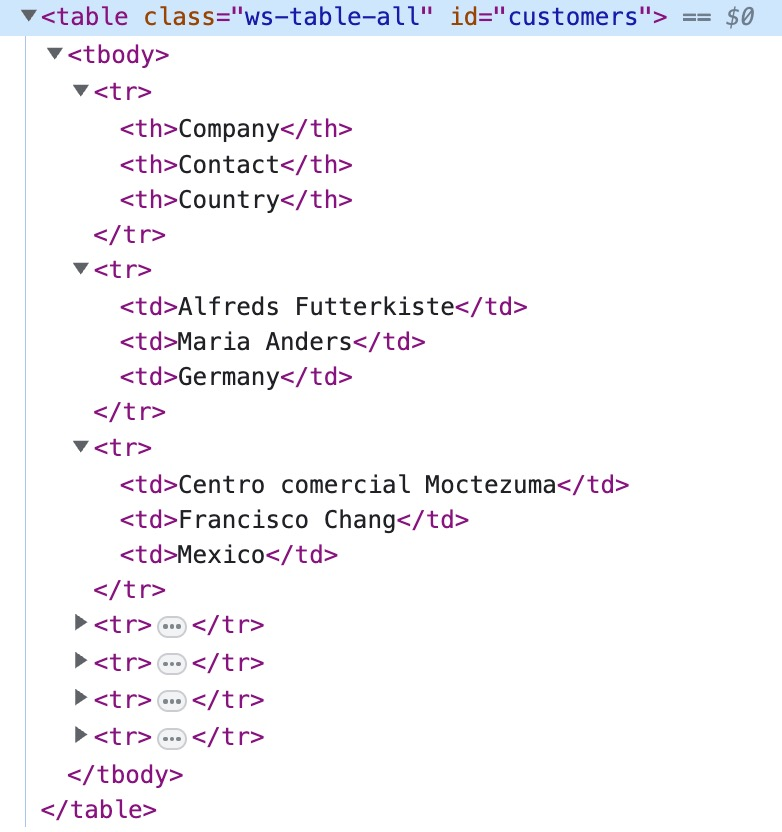 <table class="ws-table-all" id="customers"> == $0
<tbody>
<tr>
<th>Company</th>
<th>Contact</th>
<th>Country</th>
</tr>
<tr>
<td>Alfreds Futterkiste</td>
<td>Maria Anders</td>
<td>Germany</td>
</tr>
<tr>
<td>Centro comercial Moctezuma</td>
<td>Francisco Chang</td>
<td>Mexico</td>
</tr>
<tr>…</tr>
<tr>…</tr>
<tr>…</tr>
<tr>…</tr>
</tbody>
</table>